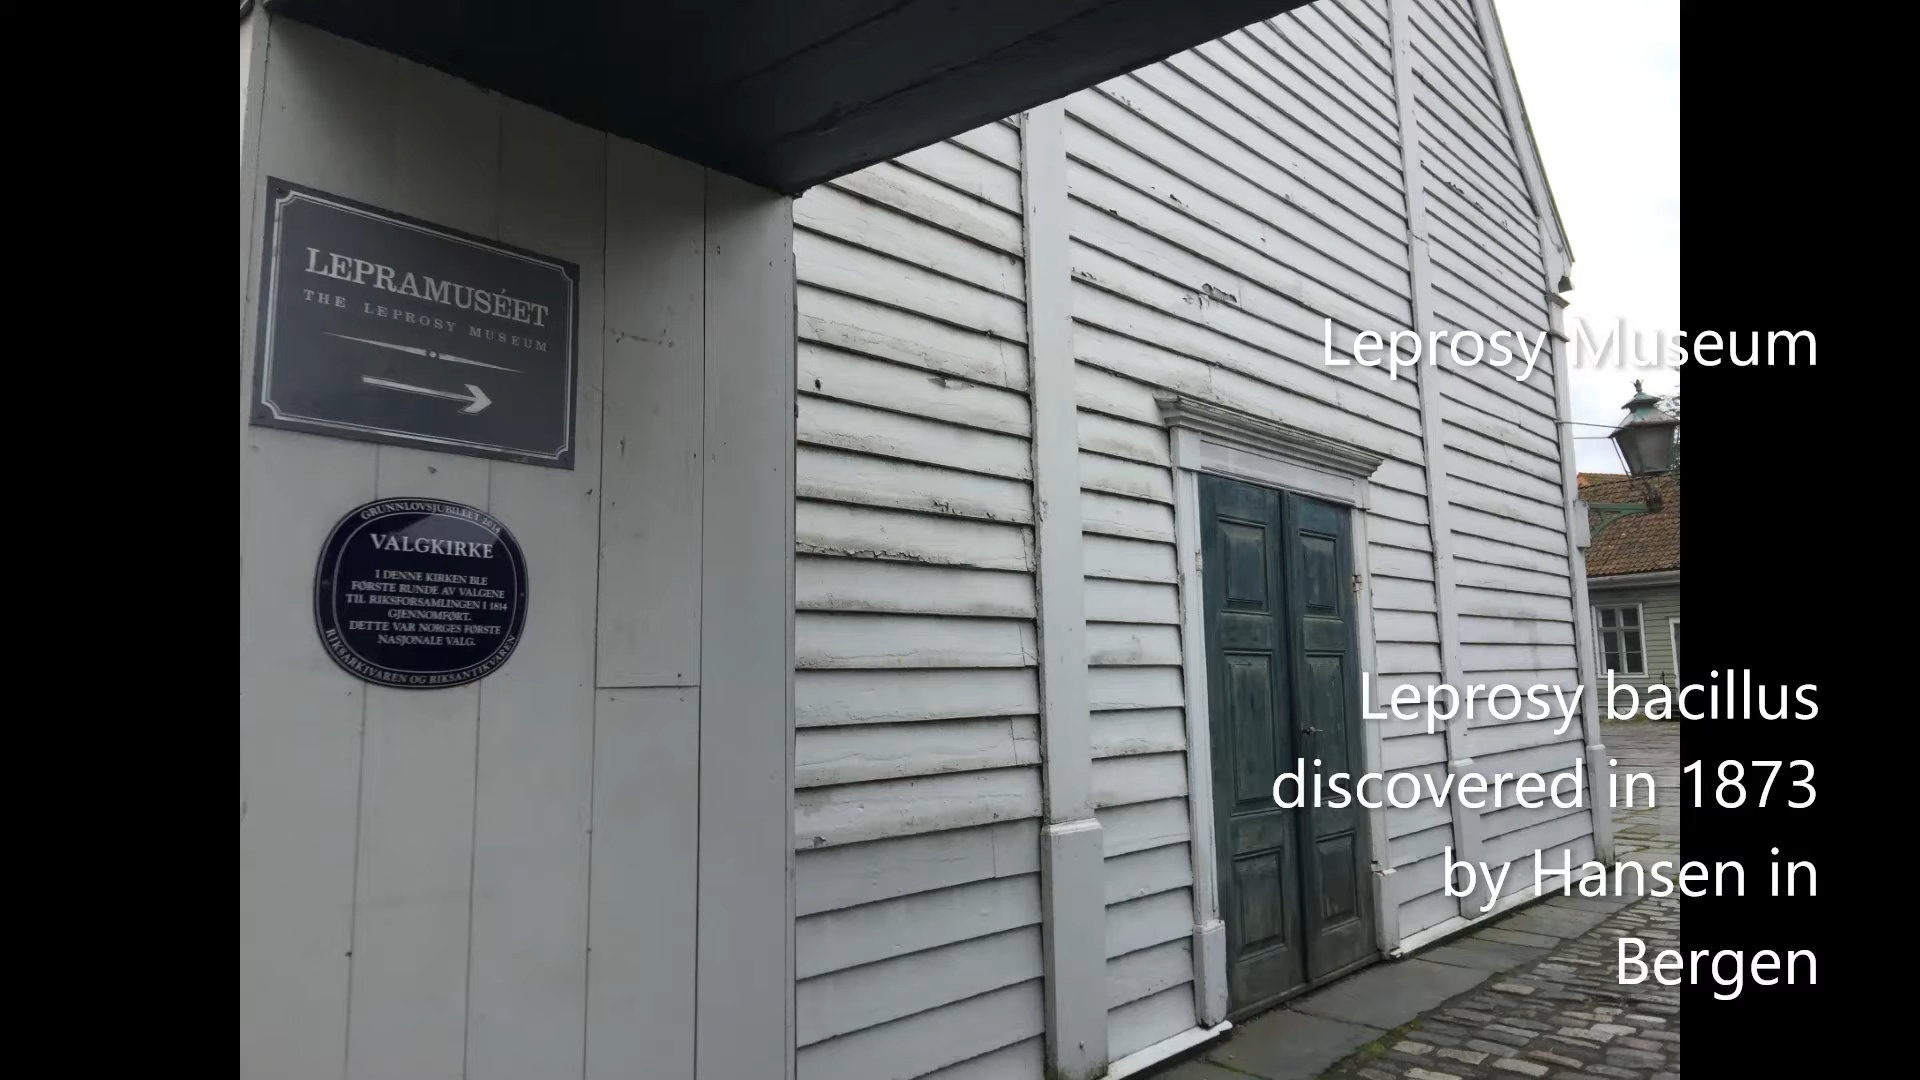 LEPRAMUSÉET
THE LEPROSY MUSEUM
GRUNNLOVSJUBILEET 2014
VALGKIRKE
I DENNE KIRKEN BLE
FØRSTE RUNDE AV VALGENE
TIL RIKSFORSAMLINGEN I 1814
GJENNOMFØRT.
DETTE VAR NORGES FØRSTE
NASJONALE VALG.
RIKSARKIVAREN OG RIKSANTIKVAREN
Leprosy Museum
Leprosy bacillus
discovered in 1873
by Hansen in
Bergen